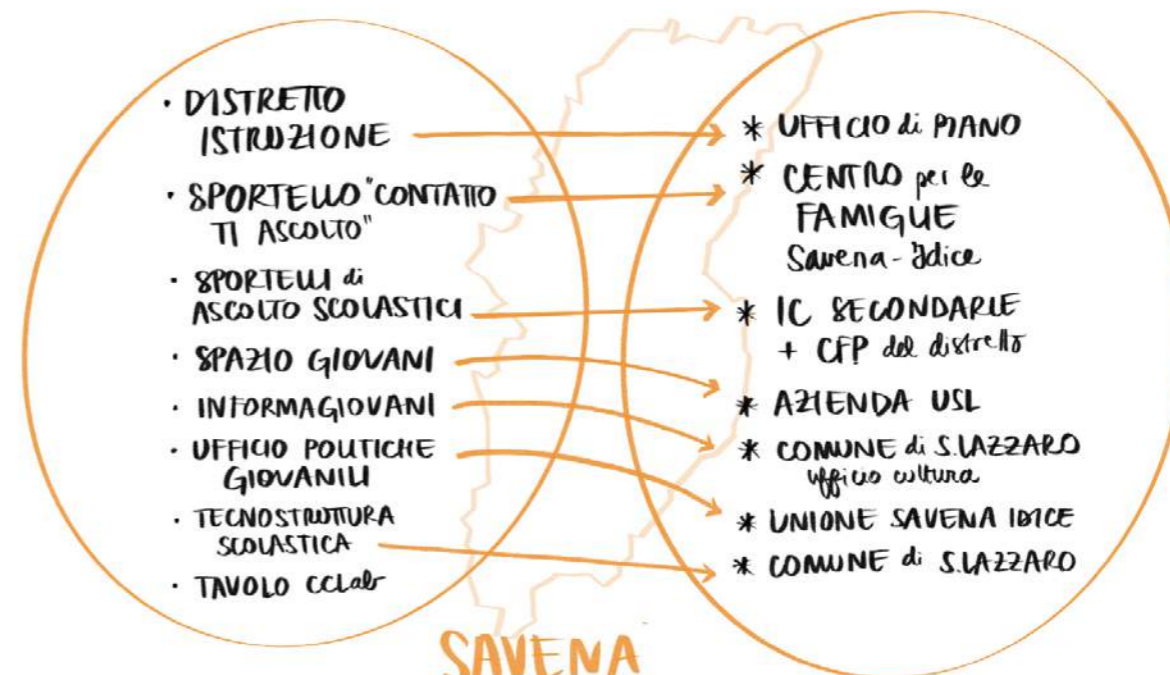 · DISTRETTO
ISTRUZIONE
· SPORTELLO "CONTATTO
TI ASCOLTO"
· SPORTELLI di
ASCOLTO SCOLASTICI
· SPAZIO GIOVANI
· INFORMAGIOVANI
· UFFICIO POLITICHE
GIOVANILI
· TECNOSTRUTTURA
SCOLASTICA
· TAVOLO CCLab
* UFFICIO di PIANO
* CENTRO per le
FAMIGLIE
Savena-Idice
* IC SECONDARIE
+ CFP del distretto
* AZIENDA USL
* COMUNE di S.LAZZARO
ufficio cultura
* UNIONE SAVENA IDICE
* COMUNE di S.LAZZARO
SAVENA